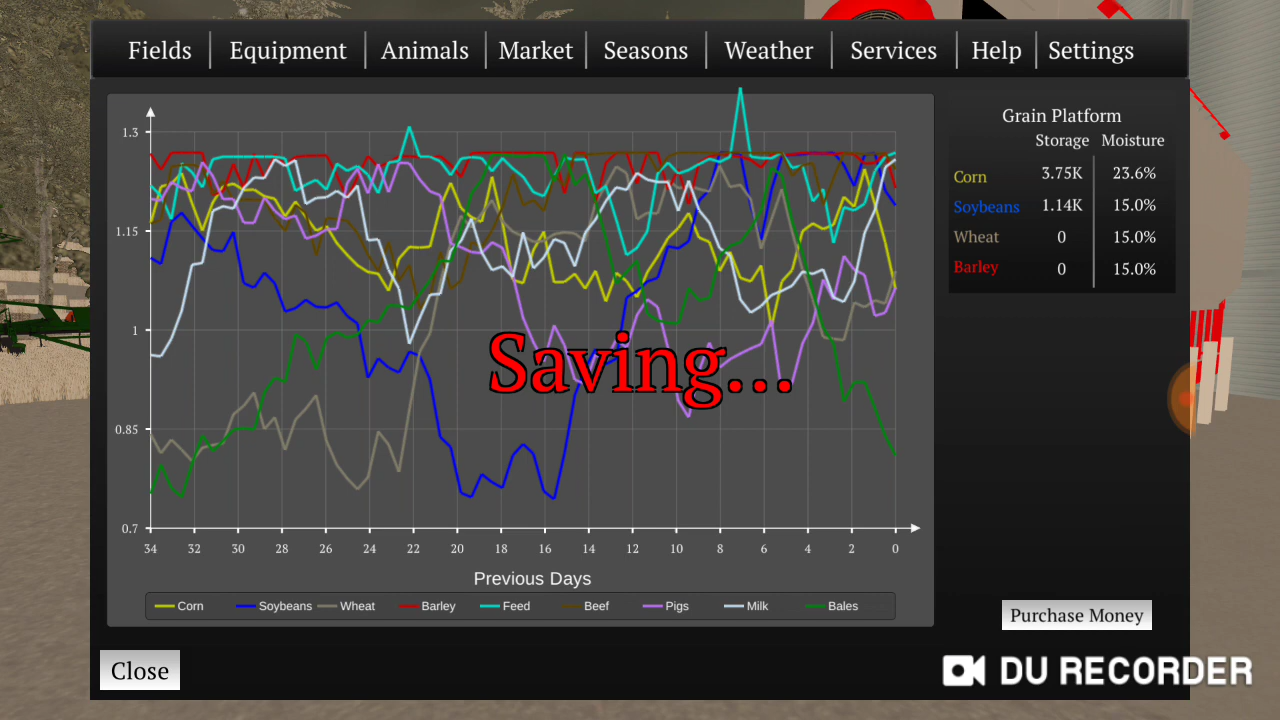 Fields Equipment Animals Market Seasons Weather Services Help Settings
Grain Platform
Storage Moisture
Corn 3.75K 23.6%
Soybeans 1.14K 15.0%
Wheat 0 15.0%
Barley 0 15.0%
1.3
1.15
1
0.85
0.7
Saving...
34 32 30 28 26 24 22 20 18 16 14 12 10 8 6 4 2 0
Previous Days
Corn Soybeans Wheat Barley Feed Beef Pigs Milk Bales
Purchase Money
Close
DU RECORDER